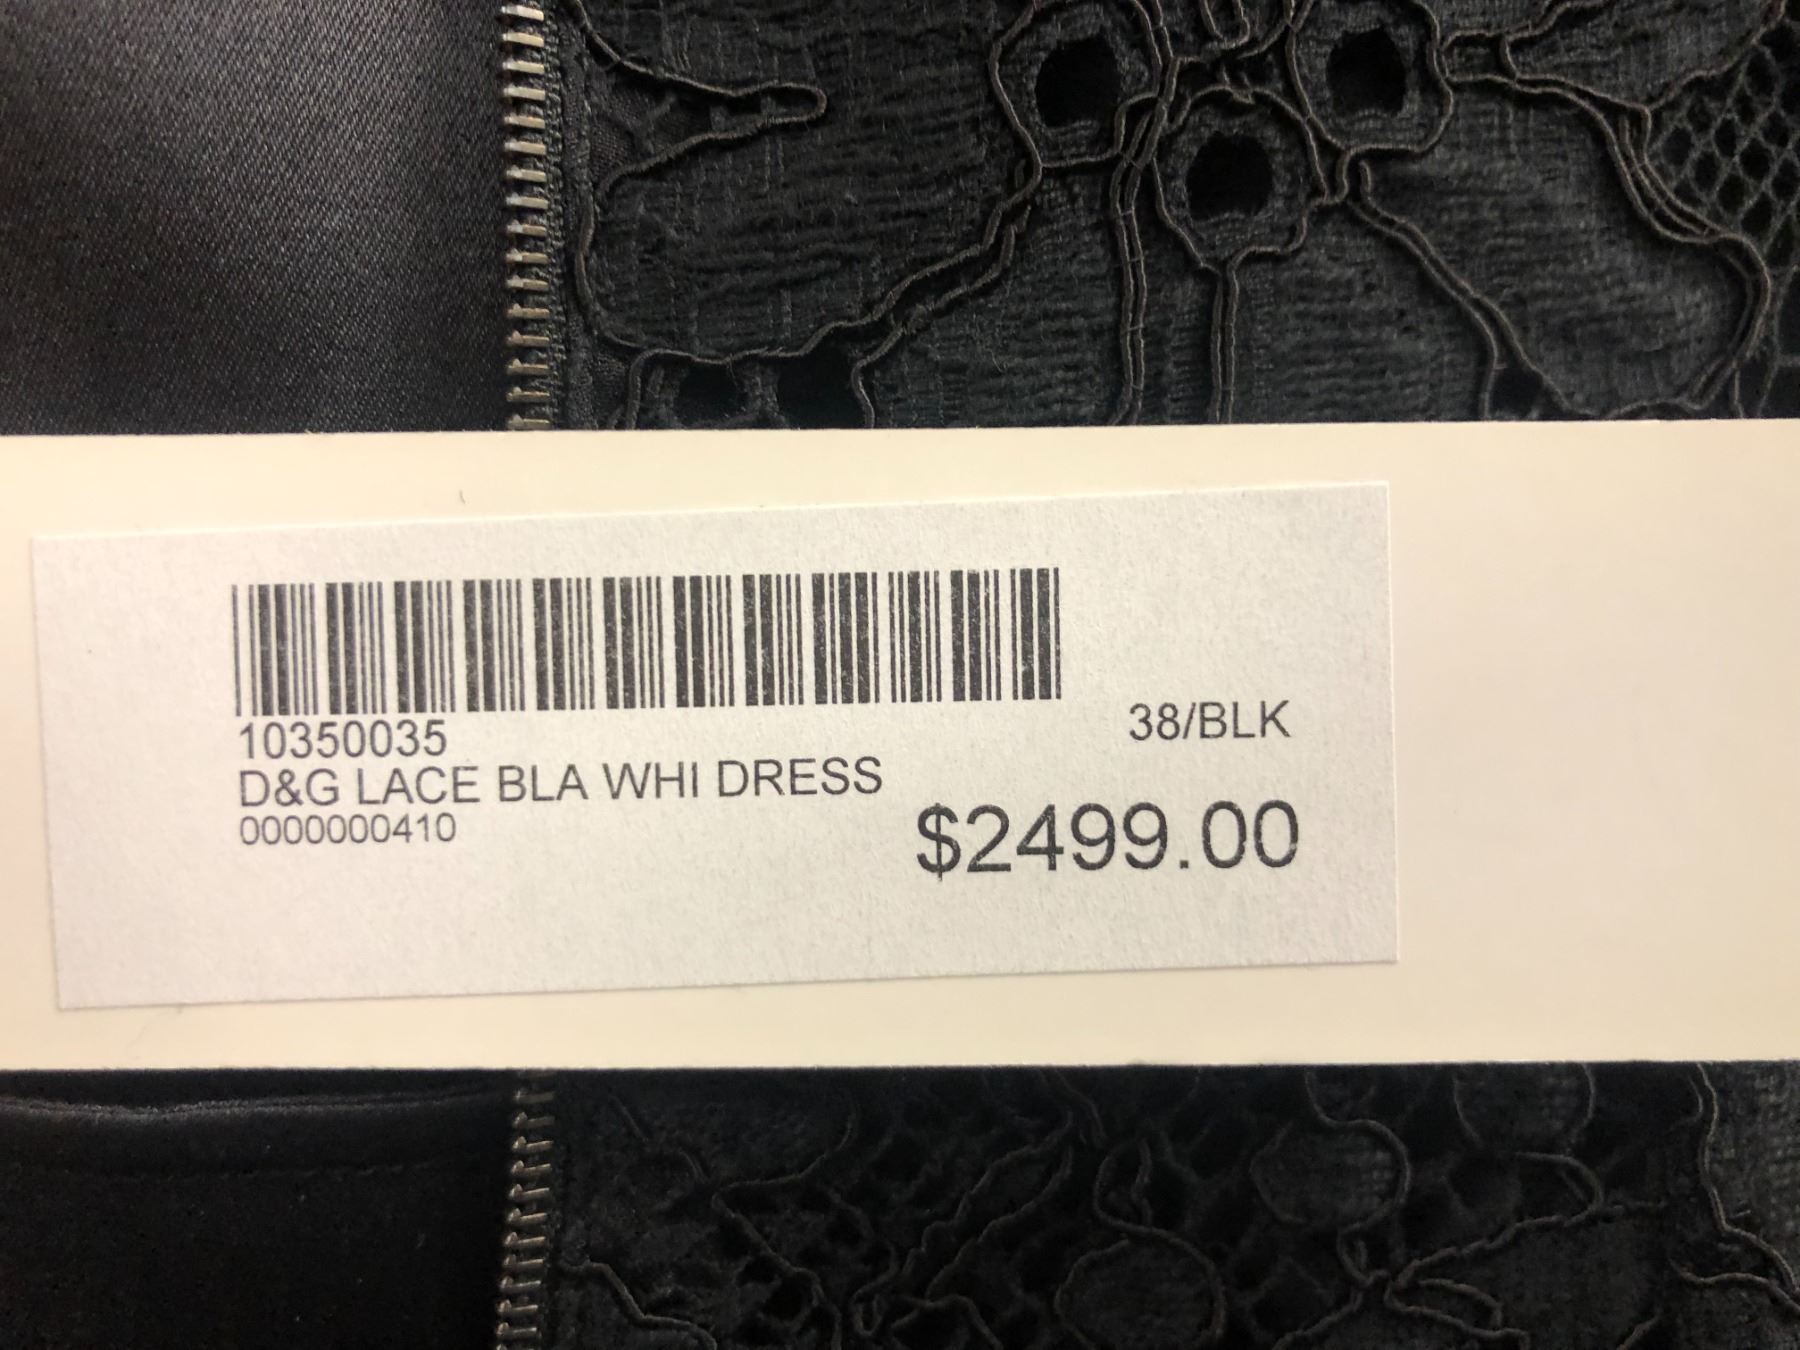 10350035
38/BLK
D&G LACE BLA WHI DRESS
0000000410
$2499.00